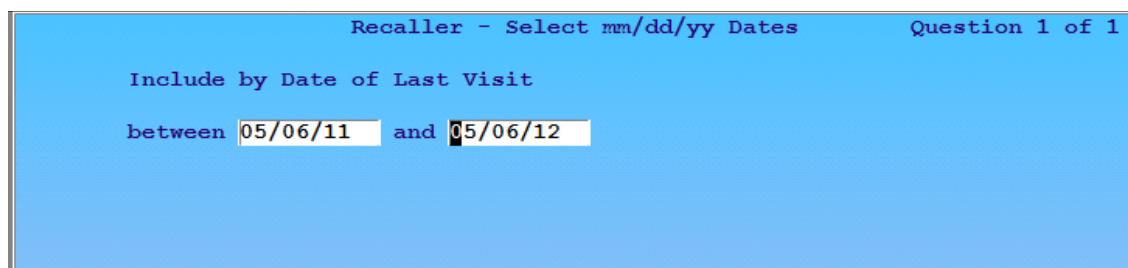 Recaller - Select mm/dd/yy Dates Question 1 of 1
Include by Date of Last Visit
between 05/06/11 and 05/06/12